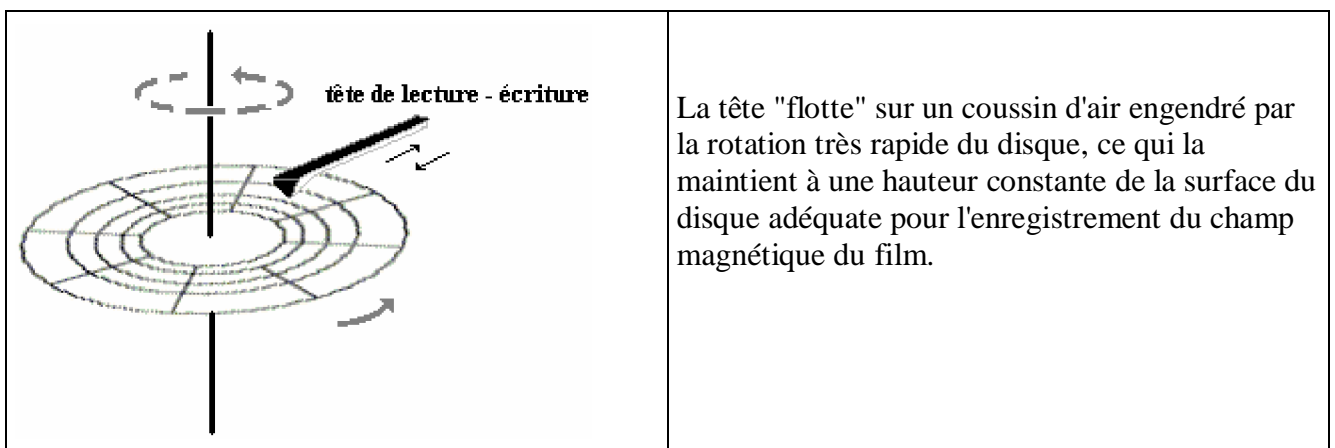 tête de lecture - écriture
La tête "flotte" sur un coussin d'air engendré par
la rotation très rapide du disque, ce qui la
maintient à une hauteur constante de la surface du
disque adéquate pour l'enregistrement du champ
magnétique du film.